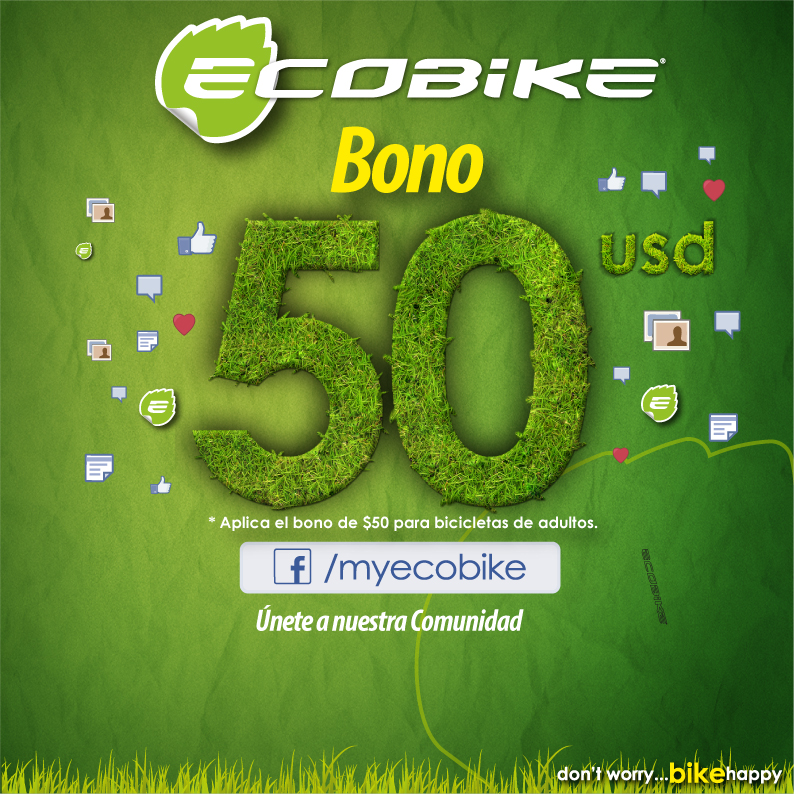 ECOBIKE®
Bono
50 usd
* Aplica el bono de $50 para bicicletas de adultos.
f /myecobike
Únete a nuestra Comunidad
ECOBIKE
don't worry...bikehappy